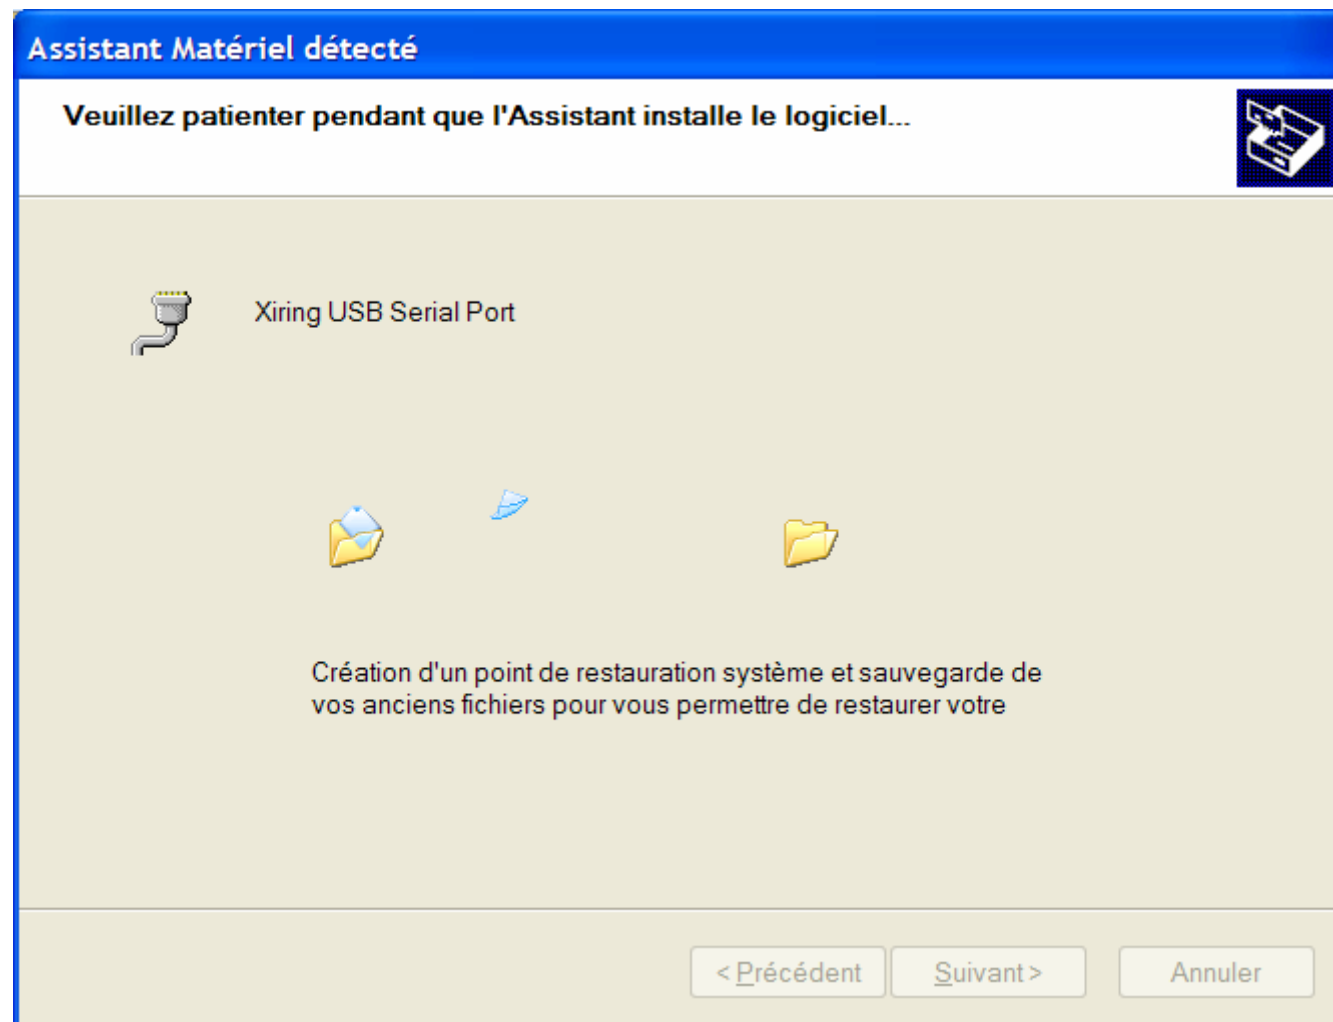 Assistant Matériel détecté
Veuillez patienter pendant que l'Assistant installe le logiciel...
Xiring USB Serial Port
Création d'un point de restauration système et sauvegarde de
vos anciens fichiers pour vous permettre de restaurer votre
< Précédent Suivant > Annuler